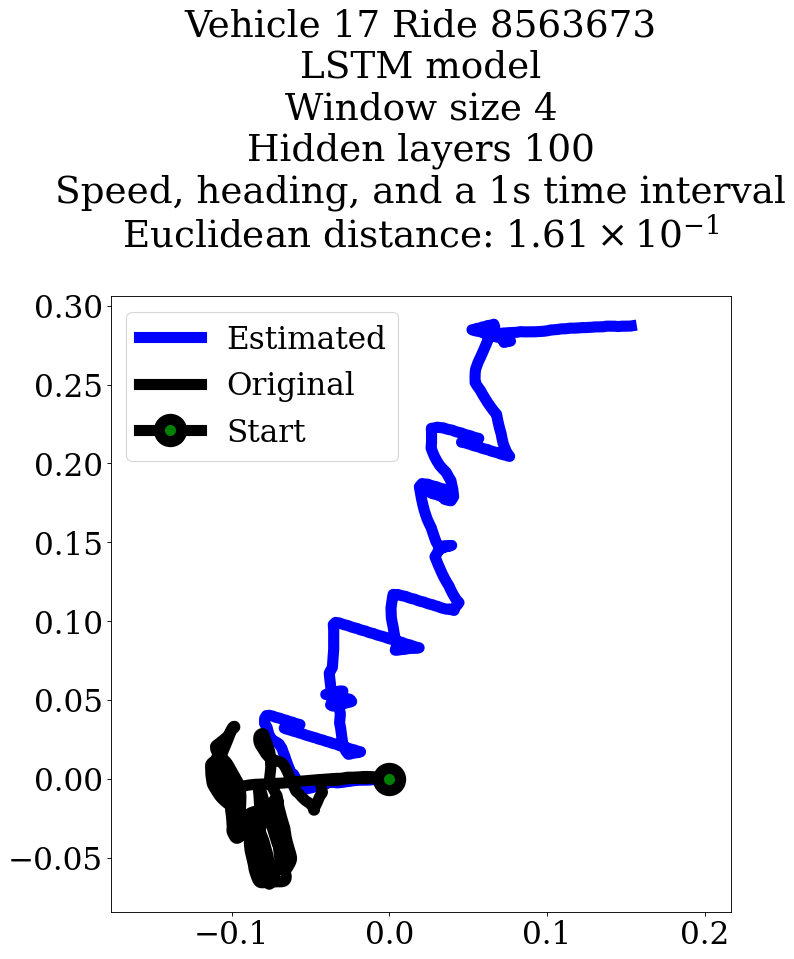 Vehicle 17 Ride 8563673
LSTM model
Window size 4
Hidden layers 100
Speed, heading, and a 1s time interval
Euclidean distance: 1.61 × 10⁻¹
Estimated
Original
Start
0.30
0.25
0.20
0.15
0.10
0.05
0.00
−0.05
−0.1 0.0 0.1 0.2